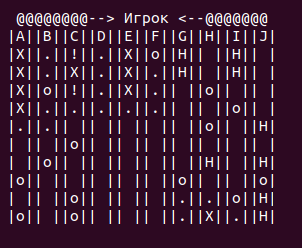 @@@@@@@@--> Игрок <--@@@@@@@
|A||B||C||D||E||F||G||H||I||J|
|X||.||!||.||X||o||H|| ||H|| |
|X||.||X||.||X||.||H|| ||H|| |
|X||o||!||.||X||.|| ||o|| || |
|X||.||.||.||.||.|| || ||o|| |
|.||.|| || || || || ||o|| ||H|
| || ||o|| || || || || || || |
| ||o|| || || || || ||H|| ||H|
|o|| || || || || ||o|| || ||o|
| || ||o|| || || ||.||.||o||H|
|o|| ||o|| || || ||.||X||.||H|